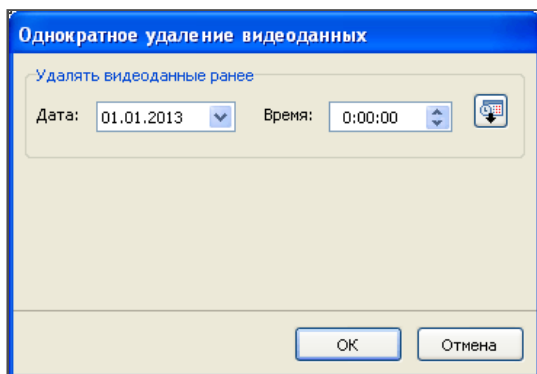 Однократное удаление видеоданных
Удалять видеоданные ранее
Дата: 01.01.2013 Время: 0:00:00
ОК Отмена